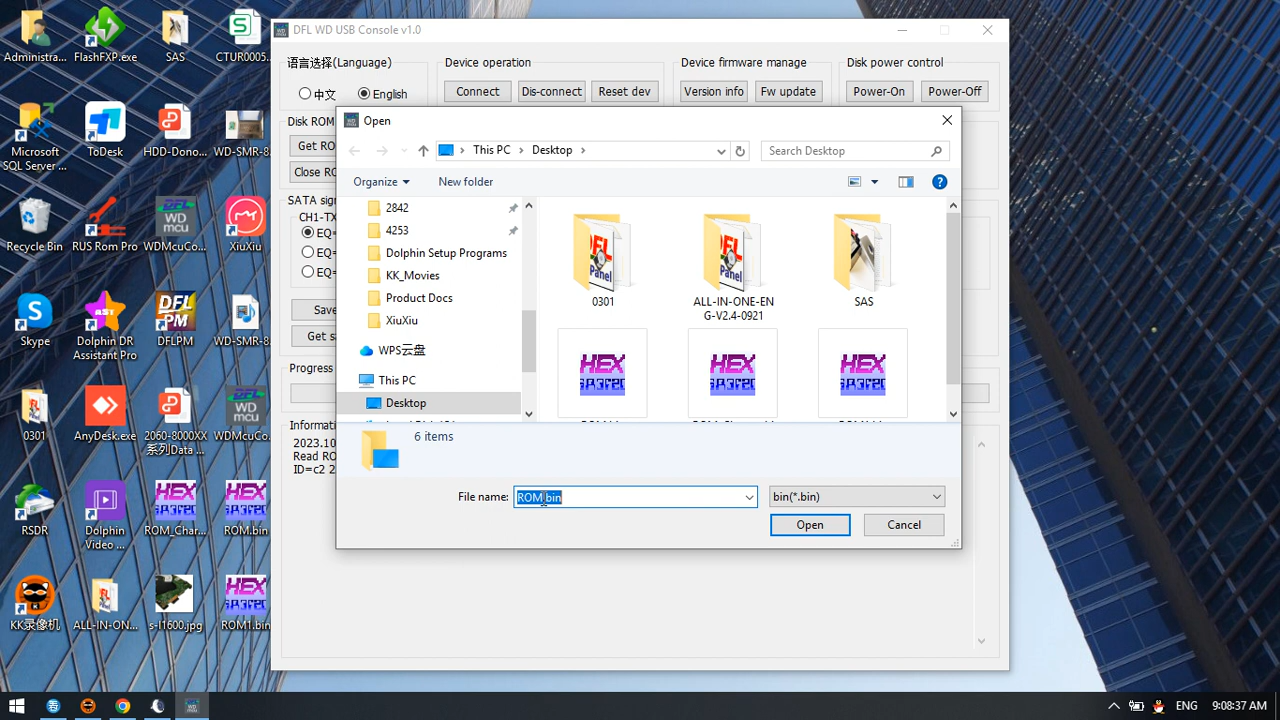 Administra...
FlashFXP.exe
SAS
CTUR0005..
Microsoft
SQL Server ...
ToDesk
HDD-Dono...
WD-SMR-8.
Recycle Bin
RUS Rom Pro
WDMcuCo...
XiuXiu
Skype
Dolphin DR
Assistant Pro
DFLPM
WD-SMR-8.
0301
AnyDesk.exe
2060-8000XX
系列Data ...
WDMcuCo..
RSDR
Dolphin
Video ...
ROM_Char...
ROM.bin
KK录像机
ALL-IN-ON...
s-l1600.jpg
ROM1.bin
DFL WD USB Console v1.0
语言选择(Language)
中文
English
Device operation
Connect
Dis-connect
Reset dev
Device firmware manage
Version info
Fw update
Disk power control
Power-On
Power-Off
Disk ROM
Get RO
Close RO
SATA sign
CH1-TX
EQ=
EQ=
EQ=
Save
Get sa
Progress
Informati
2023.10
Read RO
ID=c2 2
Open
This PC
Desktop
Search Desktop
Organize
New folder
2842
4253
Dolphin Setup Programs
KK_Movies
Product Docs
XiuXiu
WPS云盘
This PC
Desktop
0301
ALL-IN-ONE-EN
G-V2.4-0921
SAS
6 items
File name:
ROM.bin
bin(*.bin)
Open
Cancel
ENG
9:08:37 AM